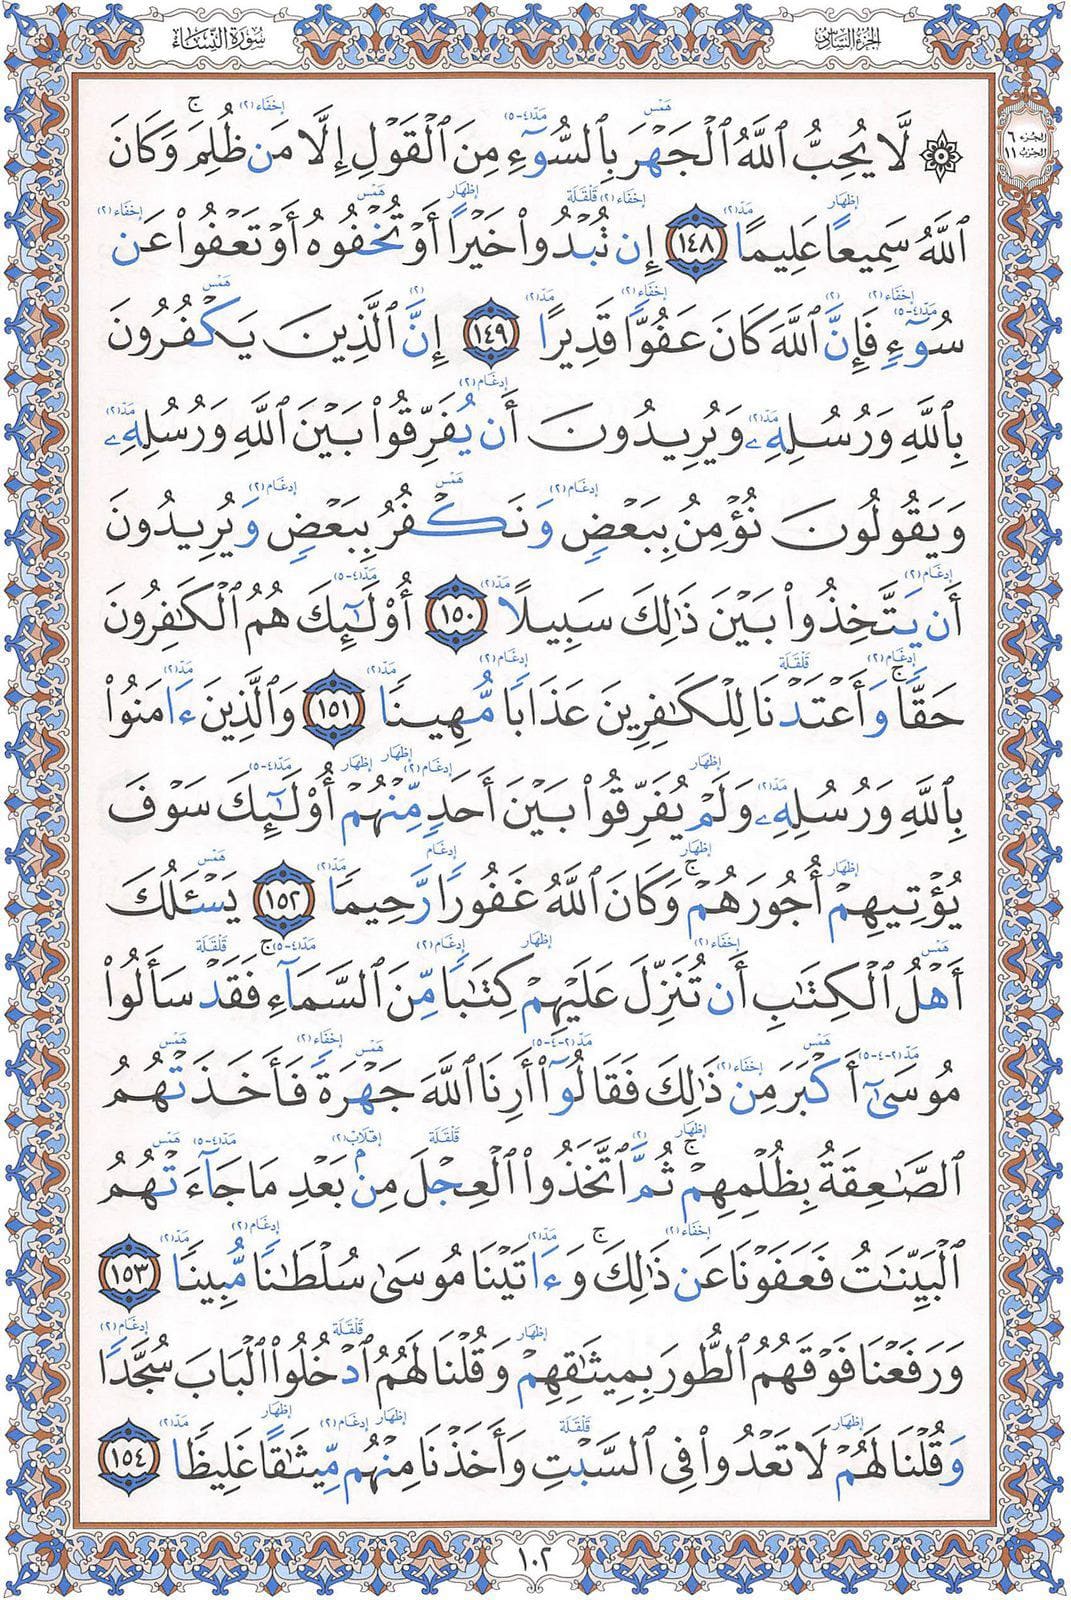 سورة النساء
الجزء السادس
الجزء ٦
الحزب ١١
۞ لَّا يُحِبُّ ٱللَّهُ ٱلْجَهْرَ بِٱلسُّوٓءِ مِنَ ٱلْقَوْلِ إِلَّا مَن ظُلِمَ ۚ وَكَانَ
ٱللَّهُ سَمِيعًا عَلِيمًا ١٤٨ إِن تُبْدُوا۟ خَيْرًا أَوْ تُخْفُوهُ أَوْ تَعْفُوا۟ عَن
سُوٓءٍ فَإِنَّ ٱللَّهَ كَانَ عَفُوًّا قَدِيرًا ١٤٩ إِنَّ ٱلَّذِينَ يَكْفُرُونَ
بِٱللَّهِ وَرُسُلِهِۦ وَيُرِيدُونَ أَن يُفَرِّقُوا۟ بَيْنَ ٱللَّهِ وَرُسُلِهِۦ
وَيَقُولُونَ نُؤْمِنُ بِبَعْضٍ وَنَكْفُرُ بِبَعْضٍ وَيُرِيدُونَ
أَن يَتَّخِذُوا۟ بَيْنَ ذَٰلِكَ سَبِيلًا ١٥٠ أُو۟لَٰٓئِكَ هُمُ ٱلْكَٰفِرُونَ
حَقًّا ۚ وَأَعْتَدْنَا لِلْكَٰفِرِينَ عَذَابًا مُّهِينًا ١٥١ وَٱلَّذِينَ ءَامَنُوا۟
بِٱللَّهِ وَرُسُلِهِۦ وَلَمْ يُفَرِّقُوا۟ بَيْنَ أَحَدٍ مِّنْهُمْ أُو۟لَٰٓئِكَ سَوْفَ
يُؤْتِيهِمْ أُجُورَهُمْ ۚ وَكَانَ ٱللَّهُ غَفُورًا رَّحِيمًا ١٥٢ يَسْـَٔلُكَ
أَهْلُ ٱلْكِتَٰبِ أَن تُنَزِّلَ عَلَيْهِمْ كِتَٰبًا مِّنَ ٱلسَّمَآءِ ۚ فَقَدْ سَأَلُوا۟
مُوسَىٰٓ أَكْبَرَ مِن ذَٰلِكَ فَقَالُوٓا۟ أَرِنَا ٱللَّهَ جَهْرَةً فَأَخَذَتْهُمُ
ٱلصَّٰعِقَةُ بِظُلْمِهِمْ ۚ ثُمَّ ٱتَّخَذُوا۟ ٱلْعِجْلَ مِنۢ بَعْدِ مَا جَآءَتْهُمُ
ٱلْبَيِّنَٰتُ فَعَفَوْنَا عَن ذَٰلِكَ ۚ وَءَاتَيْنَا مُوسَىٰ سُلْطَٰنًا مُّبِينًا ١٥٣
وَرَفَعْنَا فَوْقَهُمُ ٱلطُّورَ بِمِيثَٰقِهِمْ وَقُلْنَا لَهُمُ ٱدْخُلُوا۟ ٱلْبَابَ سُجَّدًا
وَقُلْنَا لَهُمْ لَا تَعْدُوا۟ فِى ٱلسَّبْتِ وَأَخَذْنَا مِنْهُم مِّيثَٰقًا غَلِيظًا ١٥٤
١٠٢